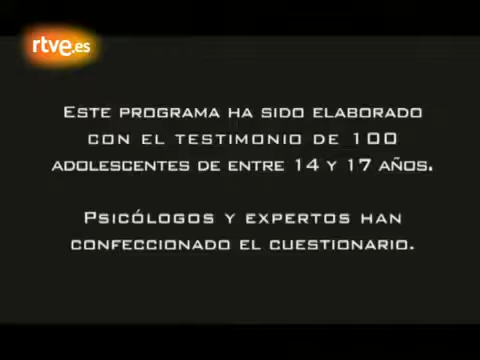 rtve.es
ESTE PROGRAMA HA SIDO ELABORADO
CON EL TESTIMONIO DE 100
ADOLESCENTES DE ENTRE 14 Y 17 AÑOS.
PSICÓLOGOS Y EXPERTOS HAN
CONFECCIONADO EL CUESTIONARIO.